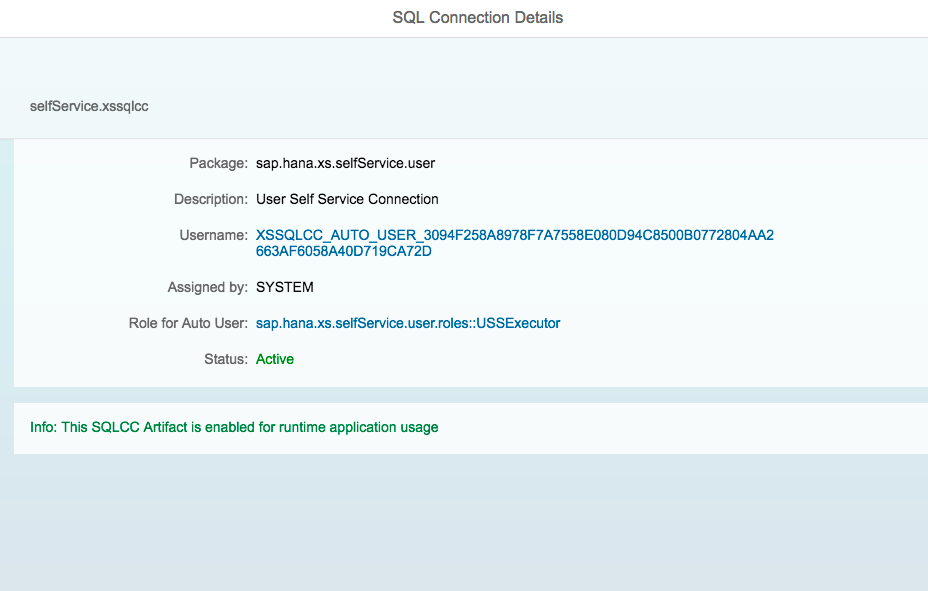 SQL Connection Details
selfService.xssqlcc
Package: sap.hana.xs.selfService.user
Description: User Self Service Connection
Username: XSSQLCC_AUTO_USER_3094F258A8978F7A7558E080D94C8500B0772804AA2
663AF6058A40D719CA72D
Assigned by: SYSTEM
Role for Auto User: sap.hana.xs.selfService.user.roles::USSExecutor
Status: Active
Info: This SQLCC Artifact is enabled for runtime application usage